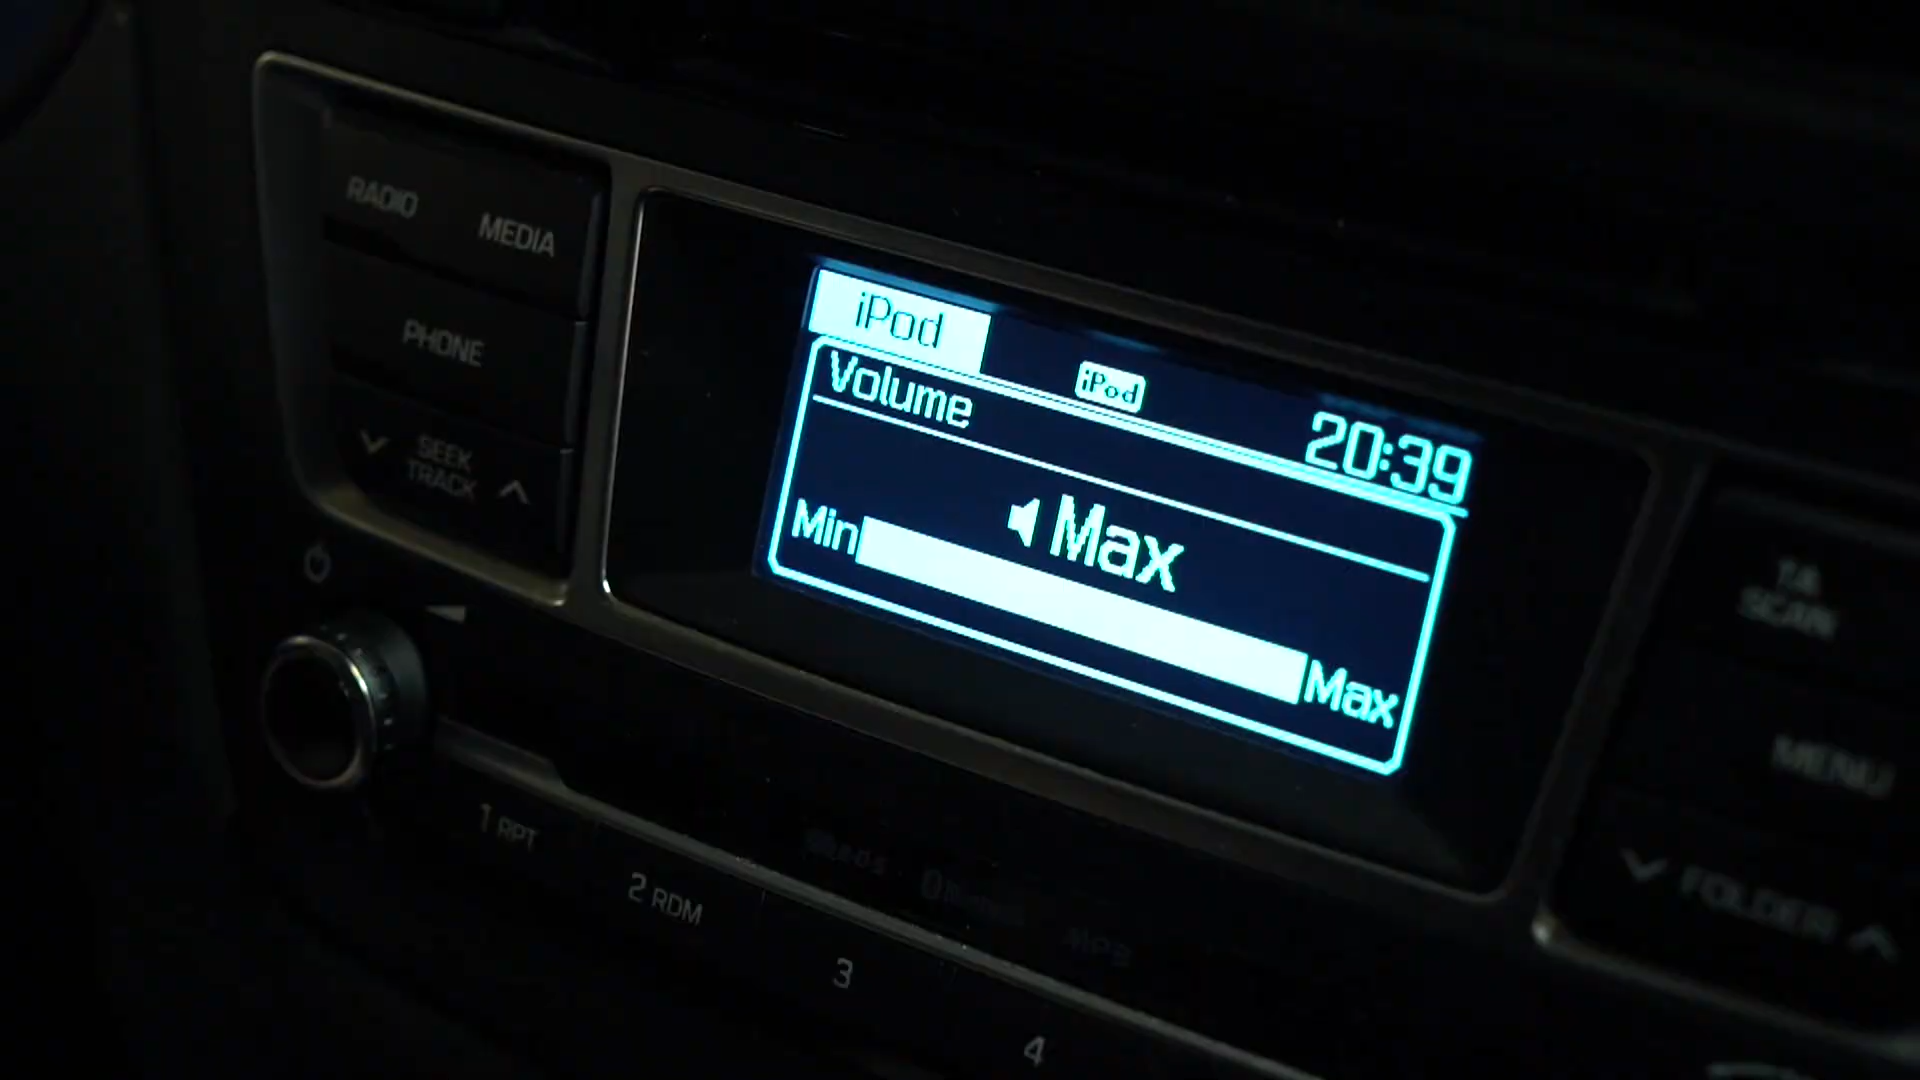 RADIO MEDIA
PHONE
SEEK
TRACK
iPod
iPod
20:39
Volume
Max
Min
Max
1 RPT
2 RDM
3
4
TA
SCAN
MENU
FOLDER
MP3